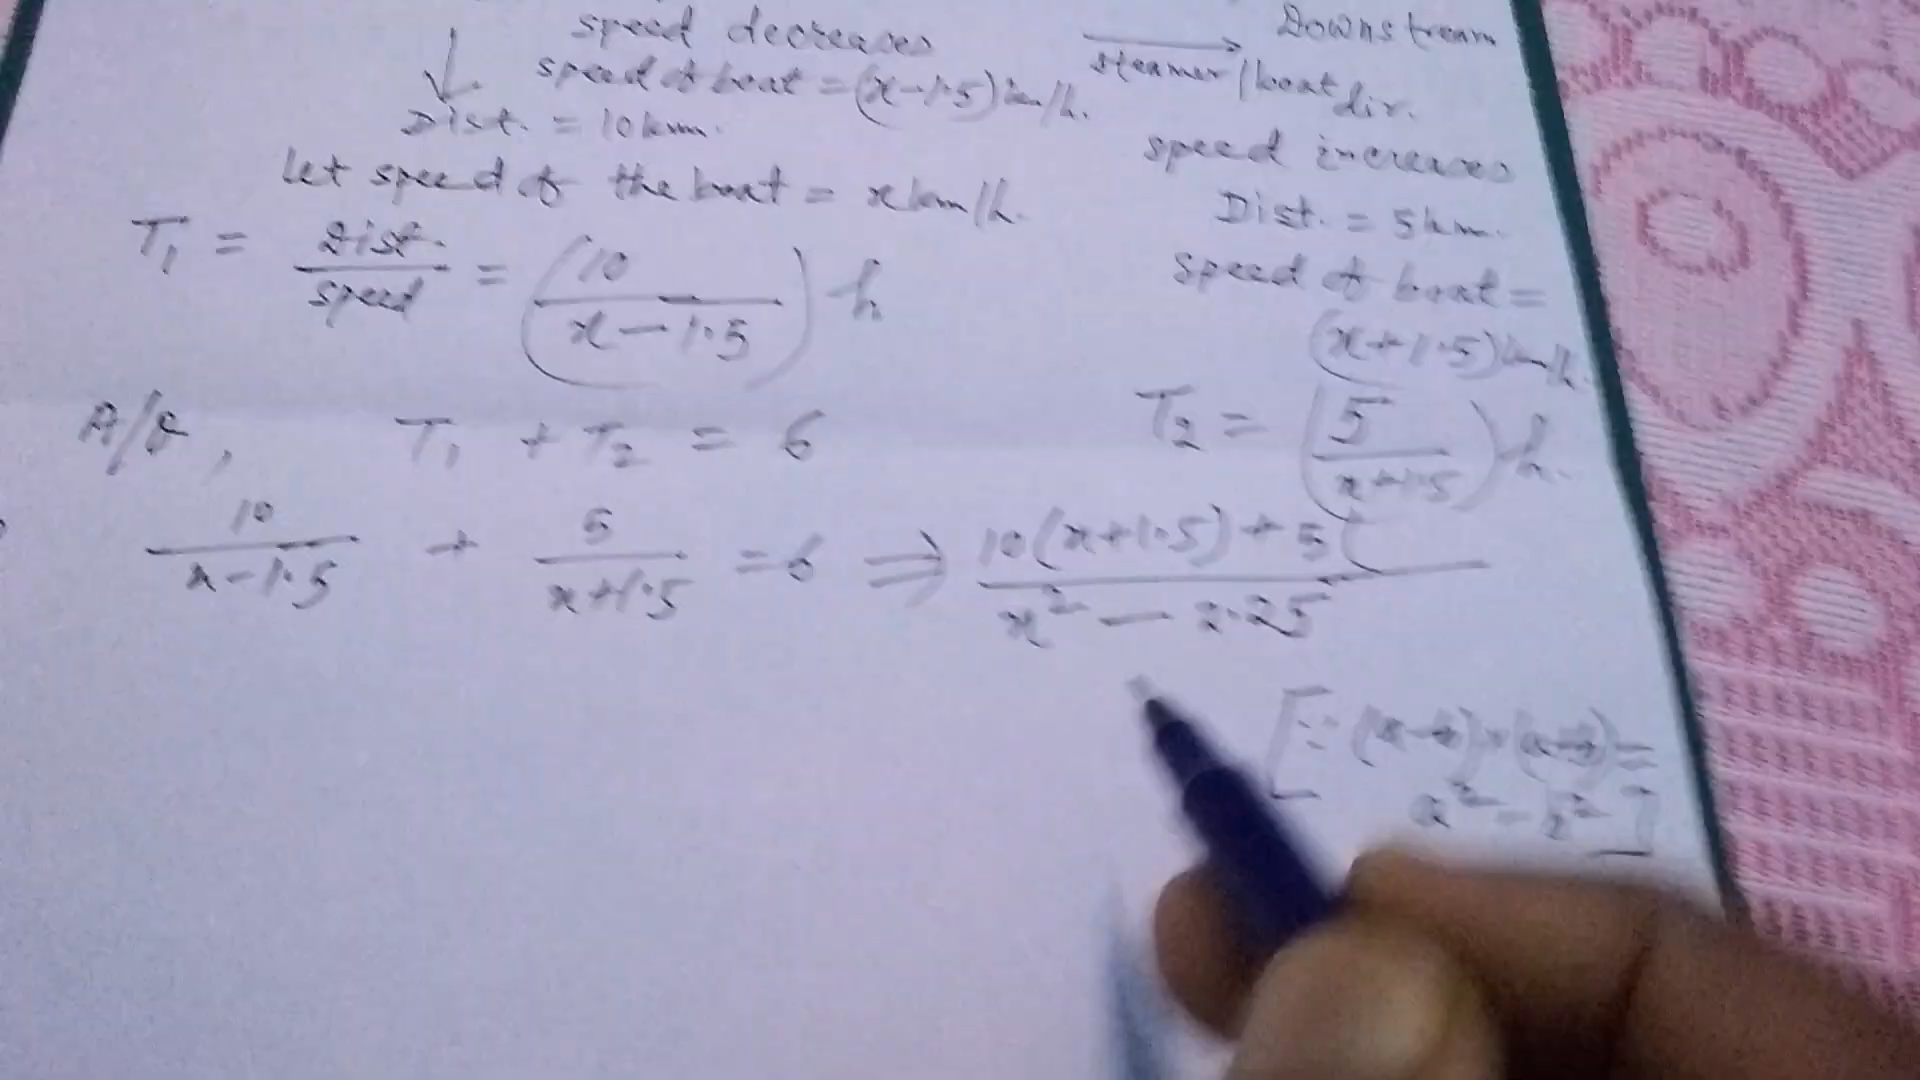 speed decreases
speed of boat = (x-1.5) km/h.
Dist. = 10 km.
Let speed of the boat = x km/h.
T₁ = Dist./speed = (10/(x-1.5)) h
Downstream
steamer/boat dir.
speed increases
Dist. = 5 km.
speed of boat =
(x+1.5) km/h.
T₂ = (5/(x+1.5)) h.
A/Q, T₁ + T₂ = 6
10/(x-1.5) + 5/(x+1.5) = 6 ⇒ 10(x+1.5)+5(/(x² - 2.25)
[∵ (a-b)×(a+b) =
a² - b²]